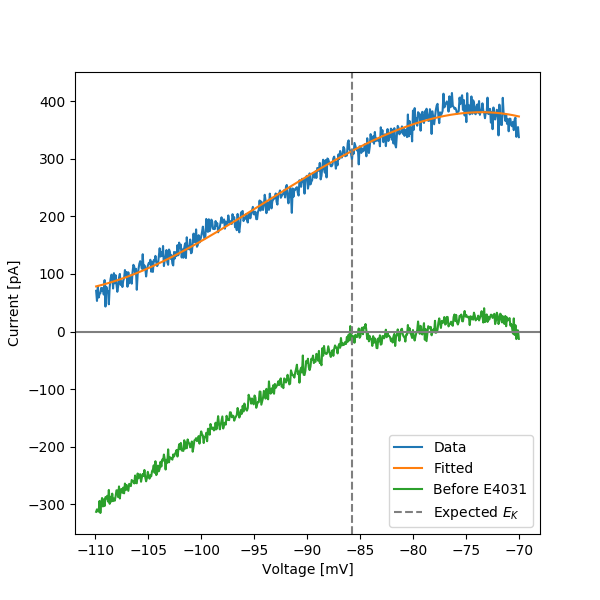 400
300
200
100
0
−100
−200
−300
Current [pA]
−110 −105 −100 −95 −90 −85 −80 −75 −70
Voltage [mV]
Data
Fitted
Before E4031
Expected E_K